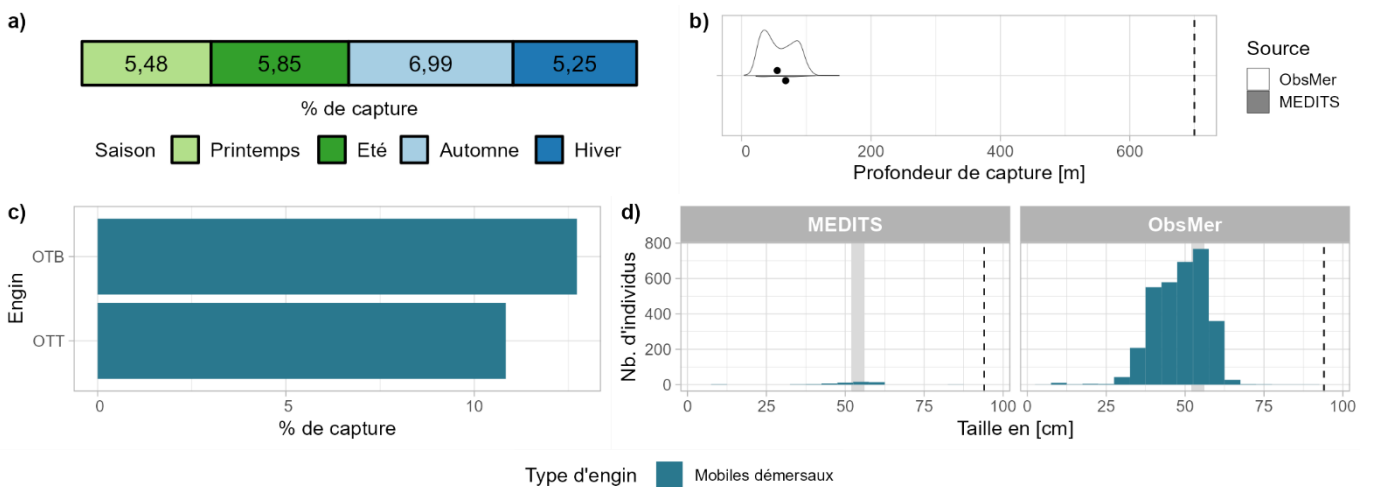 a)
5,48 5,85 6,99 5,25
% de capture
Saison Printemps Eté Automne Hiver
b)
0 200 400 600
Profondeur de capture [m]
Source
ObsMer
MEDITS
c)
Engin
OTB
OTT
0 5 10
% de capture
d)
MEDITS ObsMer
Nb. d'individus
800
600
400
200
0
0 25 50 75 100 0 25 50 75 100
Taille en [cm]
Type d'engin Mobiles démersaux